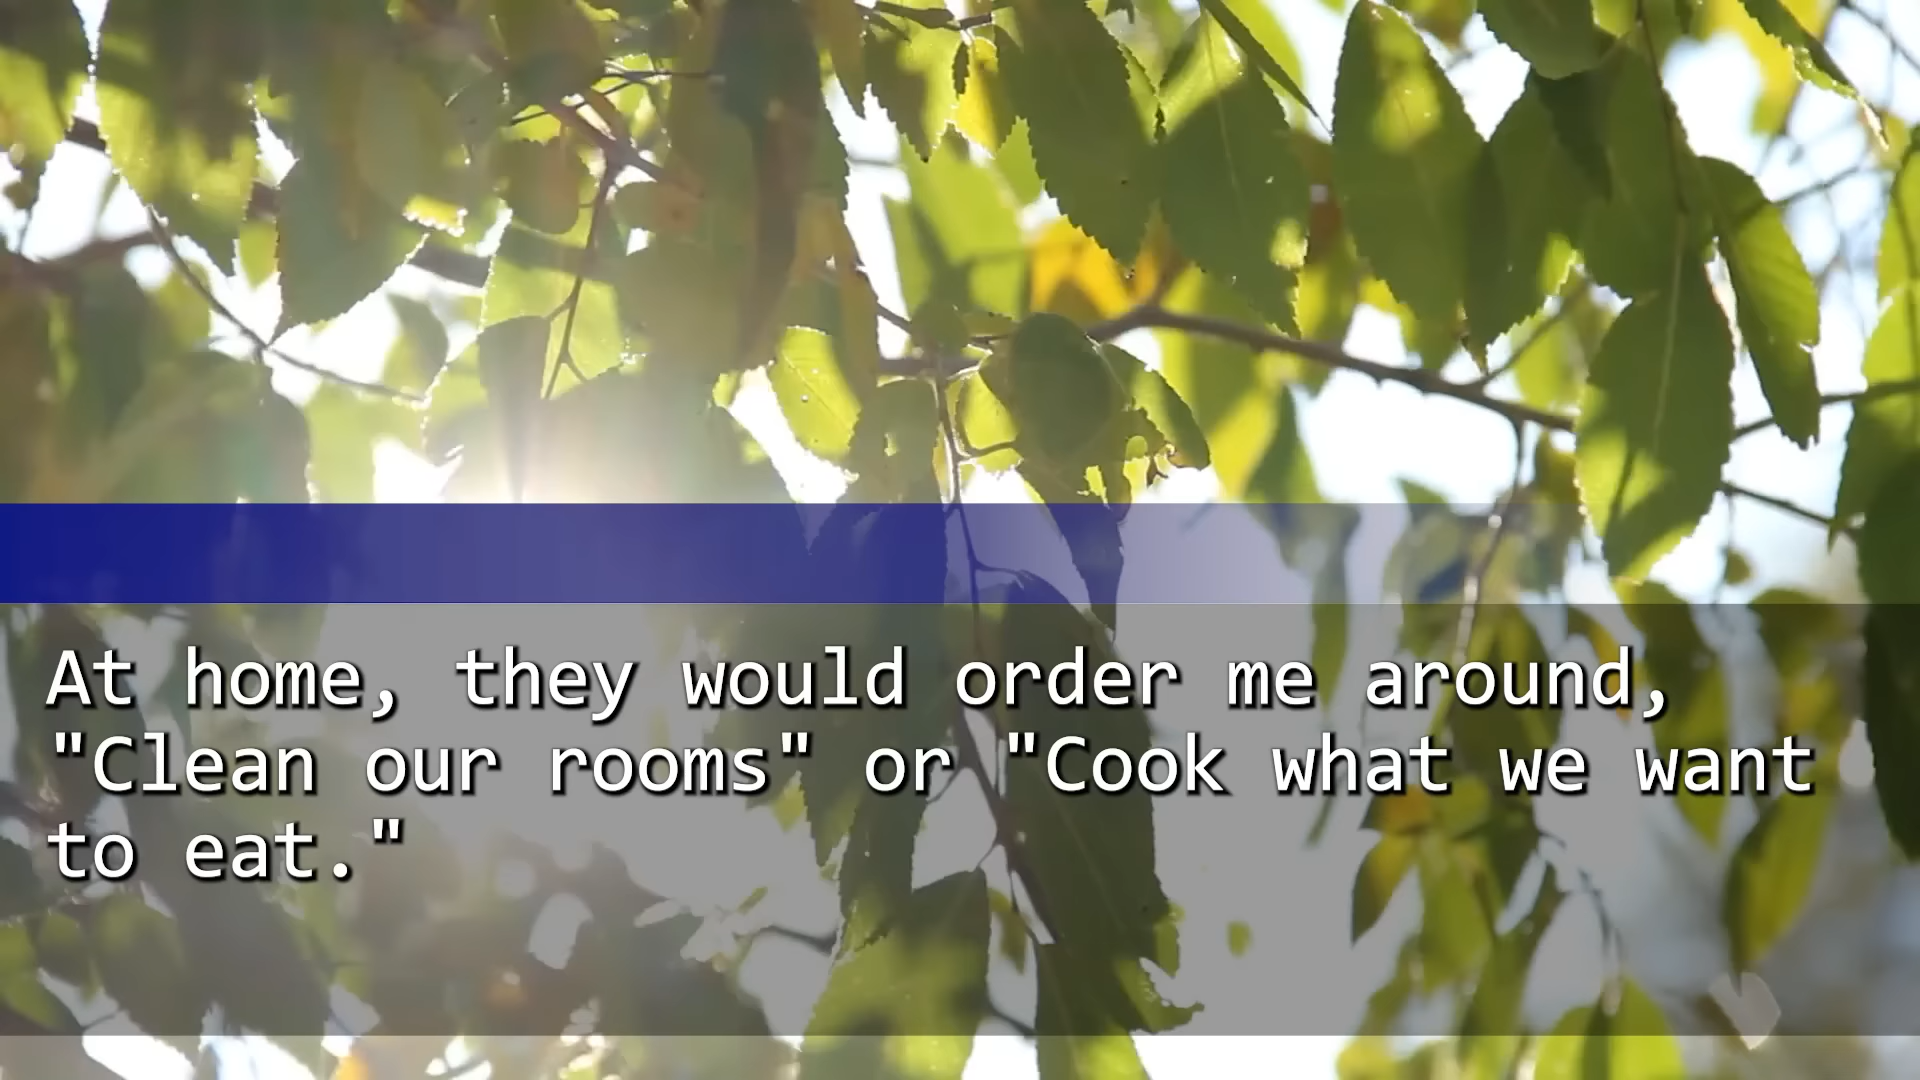 At home, they would order me around,
"Clean our rooms" or "Cook what we want
to eat."